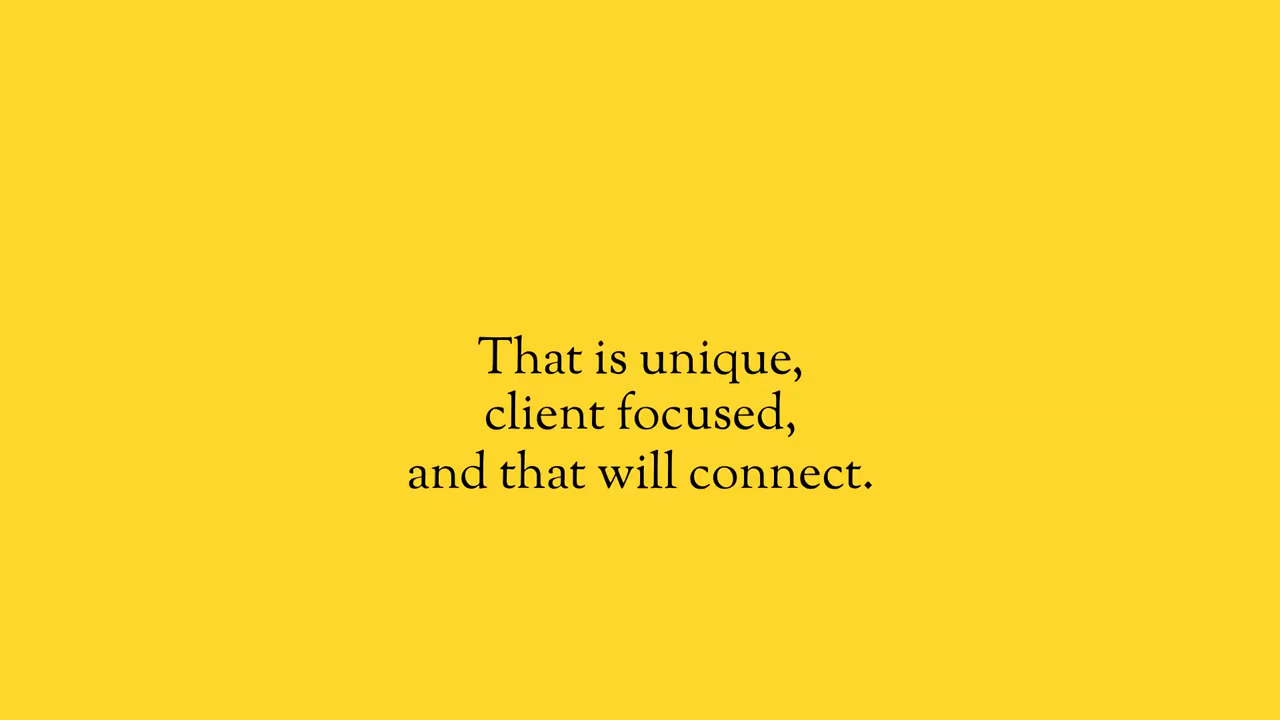 That is unique,
client focused,
and that will connect.